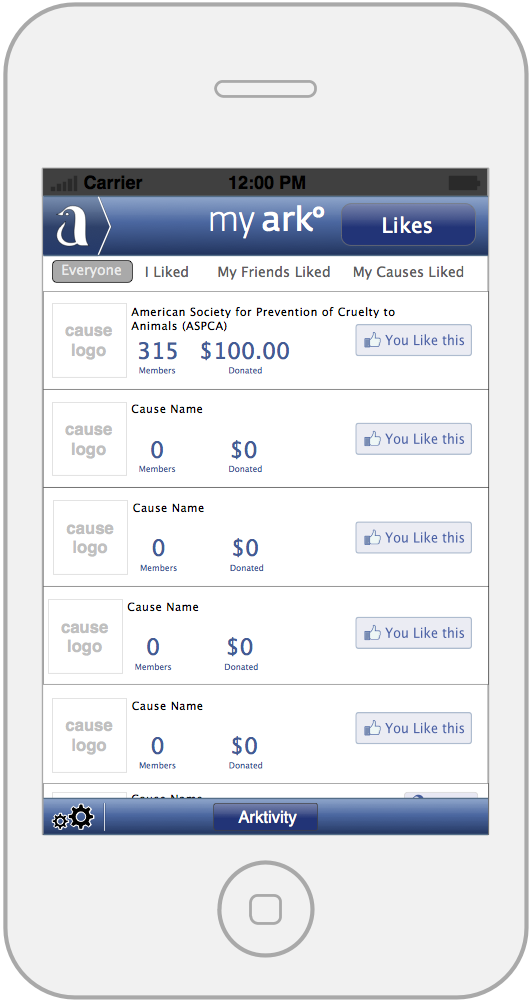 Carrier 12:00 PM
my ark° Likes
Everyone I Liked My Friends Liked My Causes Liked
cause
logo
American Society for Prevention of Cruelty to
Animals (ASPCA)
315 $100.00
Members Donated
You Like this
cause
logo
Cause Name
0 $0
Members Donated
You Like this
cause
logo
Cause Name
0 $0
Members Donated
You Like this
cause
logo
Cause Name
0 $0
Members Donated
You Like this
cause
logo
Cause Name
0 $0
Members Donated
You Like this
Cause Name
Arktivity